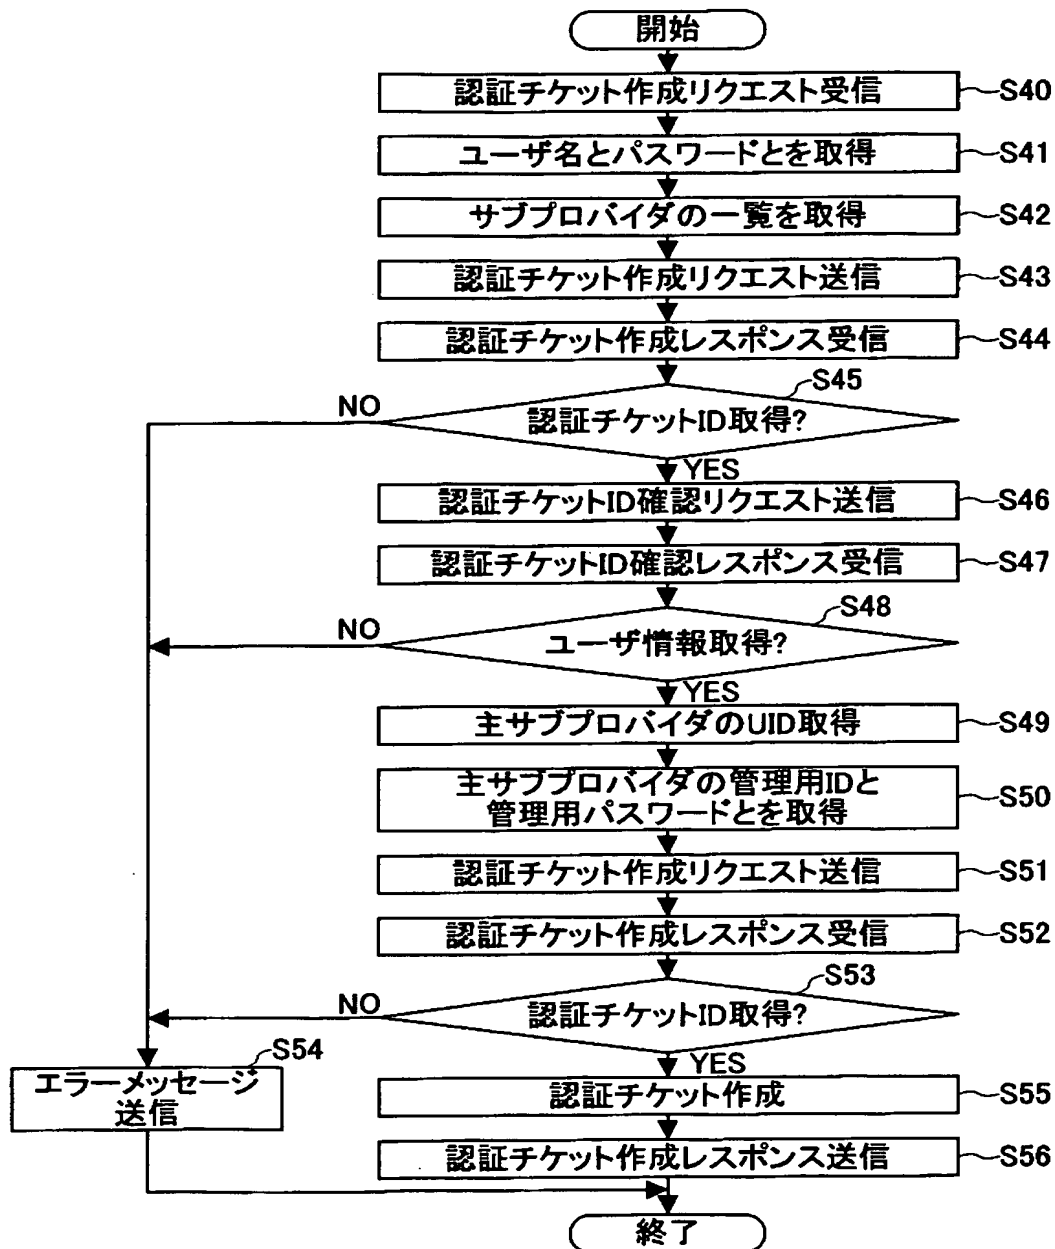 開始
認証チケット作成リクエスト受信
S40
ユーザ名とパスワードとを取得
S41
サブプロバイダの一覧を取得
S42
認証チケット作成リクエスト送信
S43
認証チケット作成レスポンス受信
S44
S45
NO
認証チケットID取得?
YES
認証チケットID確認リクエスト送信
S46
認証チケットID確認レスポンス受信
S47
S48
NO
ユーザ情報取得?
YES
主サブプロバイダのUID取得
S49
主サブプロバイダの管理用IDと
管理用パスワードとを取得
S50
認証チケット作成リクエスト送信
S51
認証チケット作成レスポンス受信
S52
S53
NO
認証チケットID取得?
YES
S54
エラーメッセージ
送信
認証チケット作成
S55
認証チケット作成レスポンス送信
S56
終了